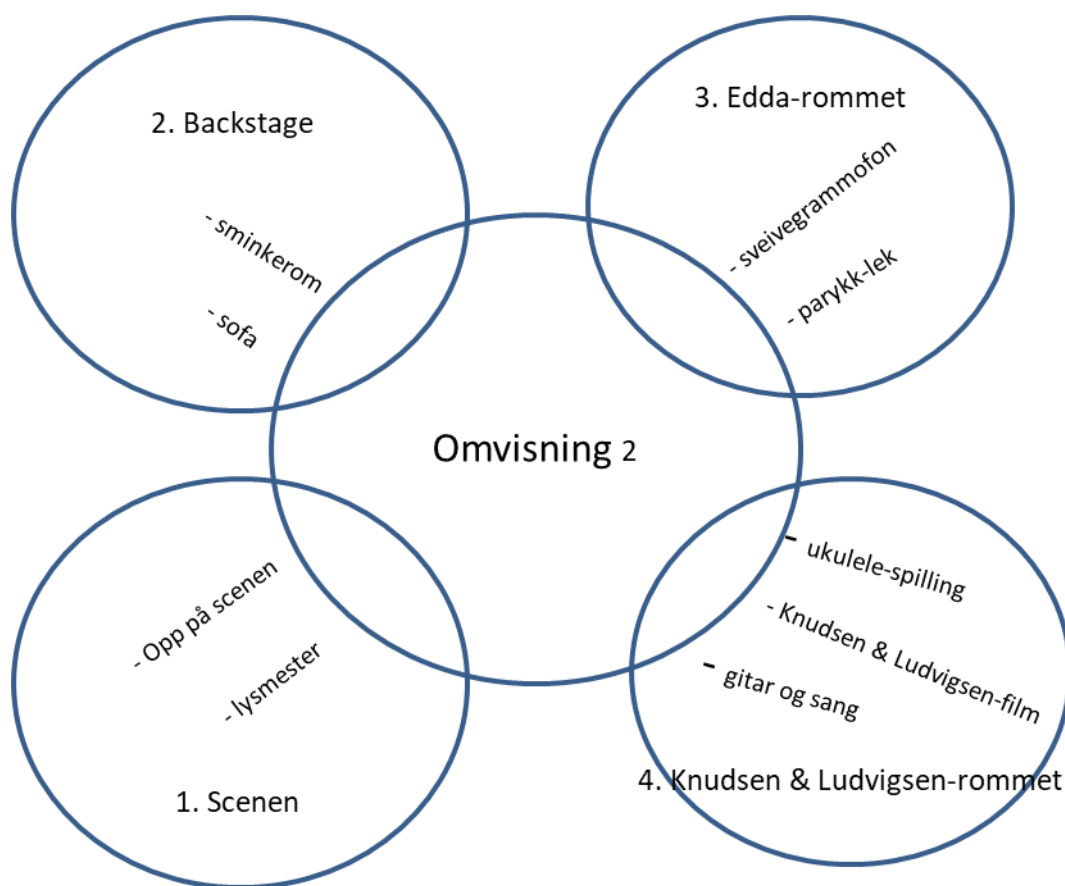 2. Backstage
- sminkerom
- sofa
3. Edda-rommet
- sveivegrammofon
- parykk-lek
Omvisning 2
- Opp på scenen
- lysmester
1. Scenen
- ukulele-spilling
- Knudsen & Ludvigsen-film
- gitar og sang
4. Knudsen & Ludvigsen-rommet